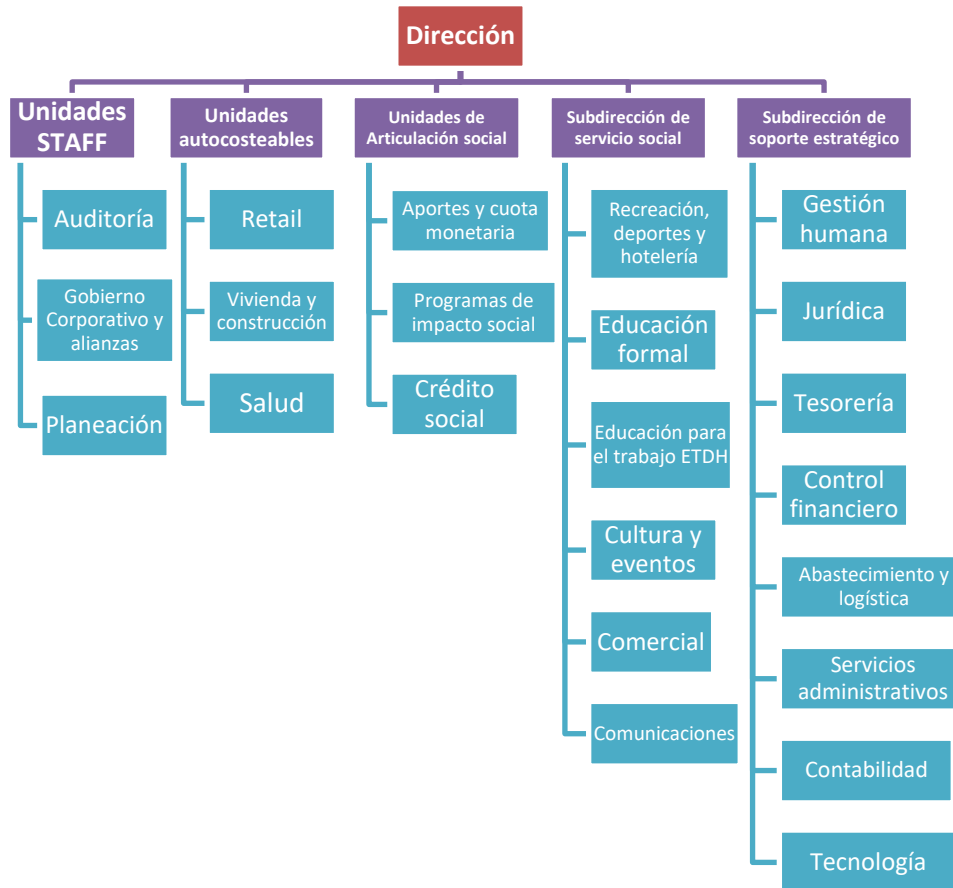 Dirección
Unidades
STAFF
Auditoría
Gobierno
Corporativo y
alianzas
Planeación
Unidades
autocosteables
Retail
Vivienda y
construcción
Salud
Unidades de
Articulación social
Aportes y cuota
monetaria
Programas de
impacto social
Crédito
social
Subdirección de
servicio social
Recreación,
deportes y
hotelería
Educación
formal
Educación para
el trabajo ETDH
Cultura y
eventos
Comercial
Comunicaciones
Subdirección de
soporte estratégico
Gestión
humana
Jurídica
Tesorería
Control
financiero
Abastecimiento y
logística
Servicios
administrativos
Contabilidad
Tecnología